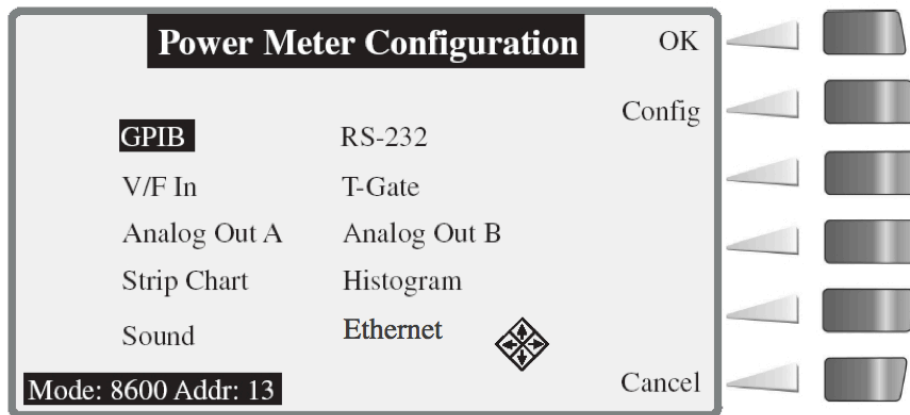 Power Meter Configuration OK
Config
GPIB RS-232
V/F In T-Gate
Analog Out A Analog Out B
Strip Chart Histogram
Sound Ethernet
Mode: 8600 Addr: 13 Cancel